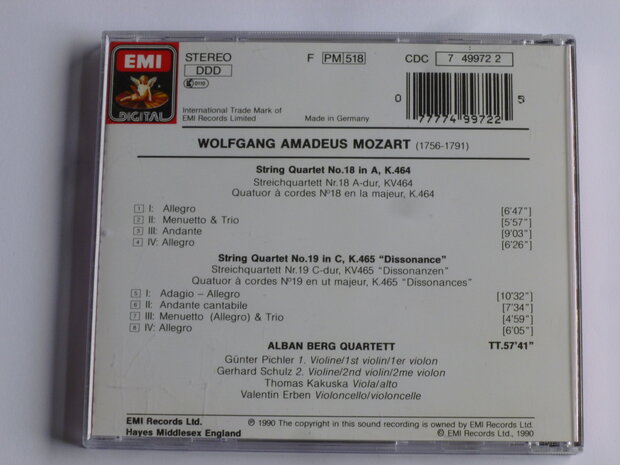 EMI
DIGITAL
STEREO
DDD
0110
F PM 518
CDC 7 49972 2
0 77774 99722 5
International Trade Mark of
EMI Records Limited
Made in Germany
WOLFGANG AMADEUS MOZART (1756-1791)
String Quartet No.18 in A, K.464
Streichquartett Nr.18 A-dur, KV464
Quatuor à cordes Nº18 en la majeur, K.464
1 I: Allegro [6'47"]
2 II: Menuetto & Trio [5'57"]
3 III: Andante [9'03"]
4 IV: Allegro [6'26"]
String Quartet No.19 in C, K.465 "Dissonance"
Streichquartett Nr.19 C-dur, KV465 "Dissonanzen"
Quatuor à cordes Nº19 en ut majeur, K.465 "Dissonances"
5 I: Adagio – Allegro [10'32"]
6 II: Andante cantabile [7'34"]
7 III: Menuetto (Allegro) & Trio [4'59"]
8 IV: Allegro [6'05"]
ALBAN BERG QUARTETT TT.57'41"
Günter Pichler 1. Violine/1st violin/1er violon
Gerhard Schulz 2. Violine/2nd violin/2me violon
Thomas Kakuska Viola/alto
Valentin Erben Violoncello/violoncelle
EMI Records Ltd.
Hayes Middlesex England
℗ 1990 The copyright in this sound recording is owned by EMI Records Ltd.
© EMI Records Ltd., 1990